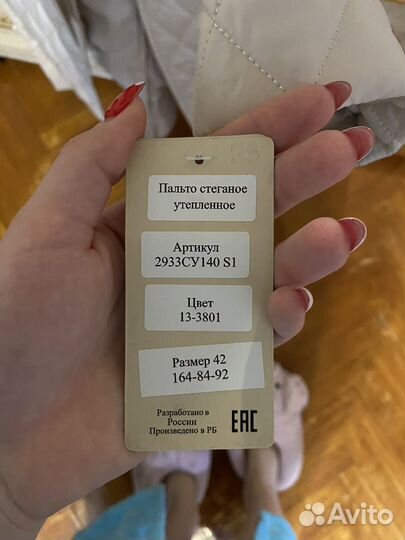 Пальто стеганое
утепленное
Артикул
2933СУ140 S1
Цвет
13-3801
Размер 42
164-84-92
Разработано в
России
Произведено в РБ
ЕАС
Avito